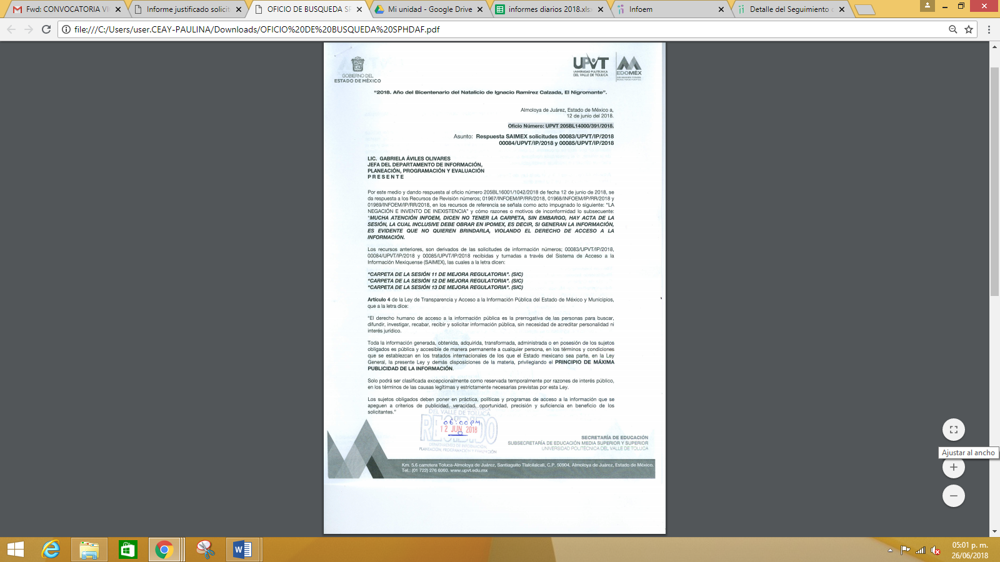 Fwd: CONVOCATORIA VI
Informe justificado solicit
OFICIO DE BUSQUEDA SP
Mi unidad - Google Drive
informes diarios 2018.xls
Infoem
Detalle del Seguimiento
file:///C:/Users/user.CEAY-PAULINA/Downloads/OFICIO%20DE%20BUSQUEDA%20SPHDAF.pdf
GOBIERNO DEL
ESTADO DE MÉXICO
UPVT
UNIVERSIDAD POLITÉCNICA
DEL VALLE DE TOLUCA
EDOMÉX
"2018. Año del Bicentenario del Natalicio de Ignacio Ramírez Calzada, El Nigromante".
Almoloya de Juárez, Estado de México a,
12 de junio del 2018.
Oficio Número: UPVT 205BL14000/391/2018.
Asunto: Respuesta SAIMEX solicitudes 00083/UPVT/IP/2018
00084/UPVT/IP/2018 y 00085/UPVT/IP/2018
LIC. GABRIELA ÁVILES OLIVARES
JEFA DEL DEPARTAMENTO DE INFORMACIÓN,
PLANEACIÓN, PROGRAMACIÓN Y EVALUACIÓN
P R E S E N T E
Por este medio y dando respuesta al oficio número 205BL16001/1042/2018 de fecha 12 de junio de 2018, se
da respuesta a los Recursos de Revisión números; 01967/INFOEM/IP/RR/2018, 01968/INFOEM/IP/RR/2018 y
01969/INFOEM/IP/RR/2018, en los recursos de referencia se señala como acto impugnado lo siguiente: "LA
NEGACIÓN E INVENTO DE INEXISTENCIA" y cómo razones o motivos de inconformidad lo subsecuente:
"MUCHA ATENCIÓN INFOEM, DICEN NO TENER LA CARPETA, SIN EMBARGO, HAY ACTA DE LA
SESIÓN, LA CUAL INCLUSIVE DEBE OBRAR EN IPOMEX, ES DECIR, SI GENERAN LA INFORMACIÓN,
ES EVIDENTE QUE NO QUIEREN BRINDARLA, VIOLANDO EL DERECHO DE ACCESO A LA
INFORMACIÓN.
Los recursos anteriores, son derivados de las solicitudes de información números; 00083/UPVT/IP/2018,
00084/UPVT/IP/2018 y 00085/UPVT/IP/2018 recibidas y turnadas a través del Sistema de Acceso a la
Información Mexiquense (SAIMEX), las cuales a la letra dicen:
"CARPETA DE LA SESIÓN 11 DE MEJORA REGULATORIA". (SIC)
"CARPETA DE LA SESIÓN 12 DE MEJORA REGULATORIA". (SIC)
"CARPETA DE LA SESIÓN 13 DE MEJORA REGULATORIA". (SIC)
Artículo 4 de la Ley de Transparencia y Acceso a la Información Pública del Estado de México y Municipios,
que a la letra dice:
"El derecho humano de acceso a la información pública es la prerrogativa de las personas para buscar,
difundir, investigar, recabar, recibir y solicitar información pública, sin necesidad de acreditar personalidad ni
interés jurídico.
Toda la información generada, obtenida, adquirida, transformada, administrada o en posesión de los sujetos
obligados es pública y accesible de manera permanente a cualquier persona, en los términos y condiciones
que se establezcan en los tratados internacionales de los que el Estado mexicano sea parte, en la Ley
General, la presente Ley y demás disposiciones de la materia, privilegiando el PRINCIPIO DE MÁXIMA
PUBLICIDAD DE LA INFORMACIÓN.
Solo podrá ser clasificada excepcionalmente como reservada temporalmente por razones de interés público,
en los términos de las causas legítimas y estrictamente necesarias previstas por esta Ley.
Los sujetos obligados deben poner en práctica, políticas y programas de acceso a la información que se
apeguen a criterios de publicidad, veracidad, oportunidad, precisión y suficiencia en beneficio de los
solicitantes."
DEL VALLE DE TOLUCA
06:00 PM
RECIBIDO
12 JUN 2018
DEPARTAMENTO DE INFORMACIÓN,
PLANEACIÓN, PROGRAMACIÓN Y EVALUACIÓN
SECRETARÍA DE EDUCACIÓN
SUBSECRETARÍA DE EDUCACIÓN MEDIA SUPERIOR Y SUPERIOR
UNIVERSIDAD POLITÉCNICA DEL VALLE DE TOLUCA
Km. 5.6 carretera Toluca-Almoloya de Juárez, Santiaguito Tlalcilalcali, C.P. 50904, Almoloya de Juárez, Estado de México.
Tel.: (01 722) 276 6060. www.upvt.edu.mx
Ajustar al ancho
05:01 p. m.
26/06/2018